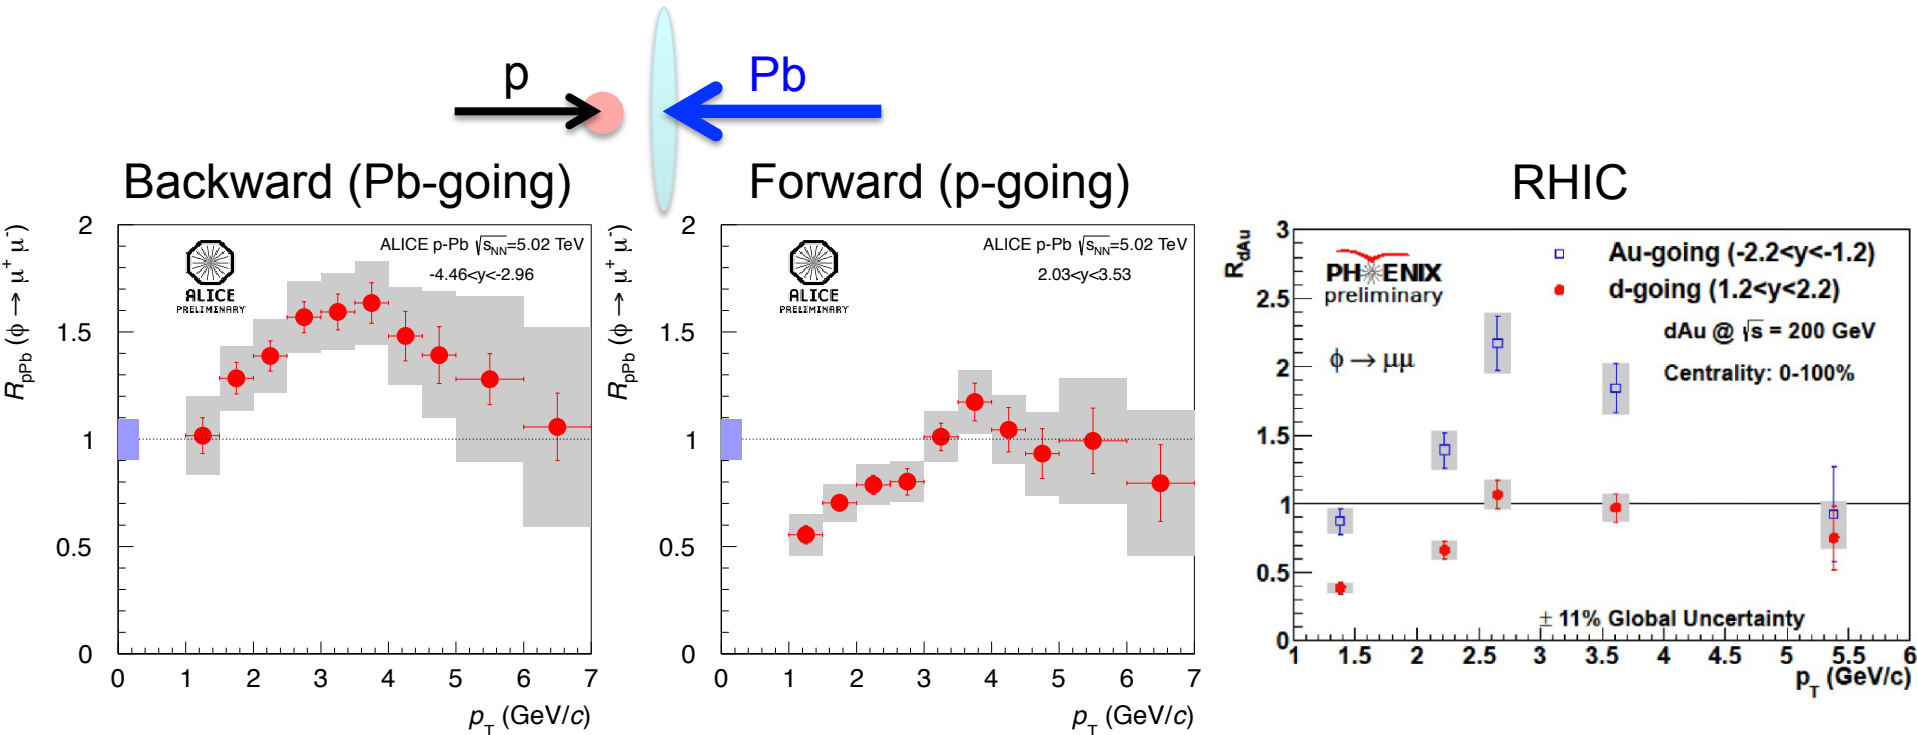 p
Pb
Backward (Pb-going)
Forward (p-going)
RHIC
R_pPb (ϕ → μ⁺ μ⁻)
2
1.5
1
0.5
0
ALICE
PRELIMINARY
ALICE p-Pb √s_NN=5.02 TeV
-4.46<y<-2.96
0 1 2 3 4 5 6 7
p_T (GeV/c)
R_pPb (ϕ → μ⁺ μ⁻)
2
1.5
1
0.5
0
ALICE
PRELIMINARY
ALICE p-Pb √s_NN=5.02 TeV
2.03<y<3.53
0 1 2 3 4 5 6 7
p_T (GeV/c)
R_dAu
3
2.5
2
1.5
1
0.5
0
PHENIX
preliminary
ϕ → μμ
Au-going (-2.2<y<-1.2)
d-going (1.2<y<2.2)
dAu @ √s = 200 GeV
Centrality: 0-100%
± 11% Global Uncertainty
1 1.5 2 2.5 3 3.5 4 4.5 5 5.5 6
p_T (GeV/c)